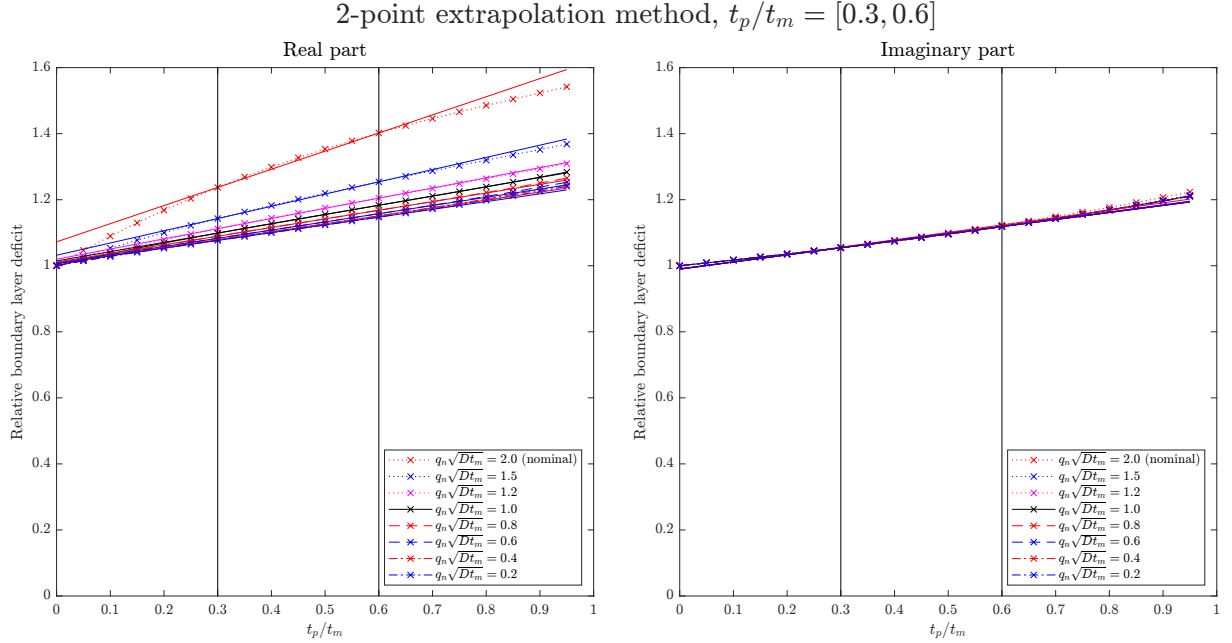 2-point extrapolation method, t_p/t_m = [0.3, 0.6]
Real part
Relative boundary layer deficit
1.6
1.4
1.2
1
0.8
0.6
0.4
0.2
0
0 0.1 0.2 0.3 0.4 0.5 0.6 0.7 0.8 0.9 1
t_p/t_m
q_n√Dt_m = 2.0 (nominal)
q_n√Dt_m = 1.5
q_n√Dt_m = 1.2
q_n√Dt_m = 1.0
q_n√Dt_m = 0.8
q_n√Dt_m = 0.6
q_n√Dt_m = 0.4
q_n√Dt_m = 0.2
Imaginary part
Relative boundary layer deficit
1.6
1.4
1.2
1
0.8
0.6
0.4
0.2
0
0 0.1 0.2 0.3 0.4 0.5 0.6 0.7 0.8 0.9 1
t_p/t_m
q_n√Dt_m = 2.0 (nominal)
q_n√Dt_m = 1.5
q_n√Dt_m = 1.2
q_n√Dt_m = 1.0
q_n√Dt_m = 0.8
q_n√Dt_m = 0.6
q_n√Dt_m = 0.4
q_n√Dt_m = 0.2